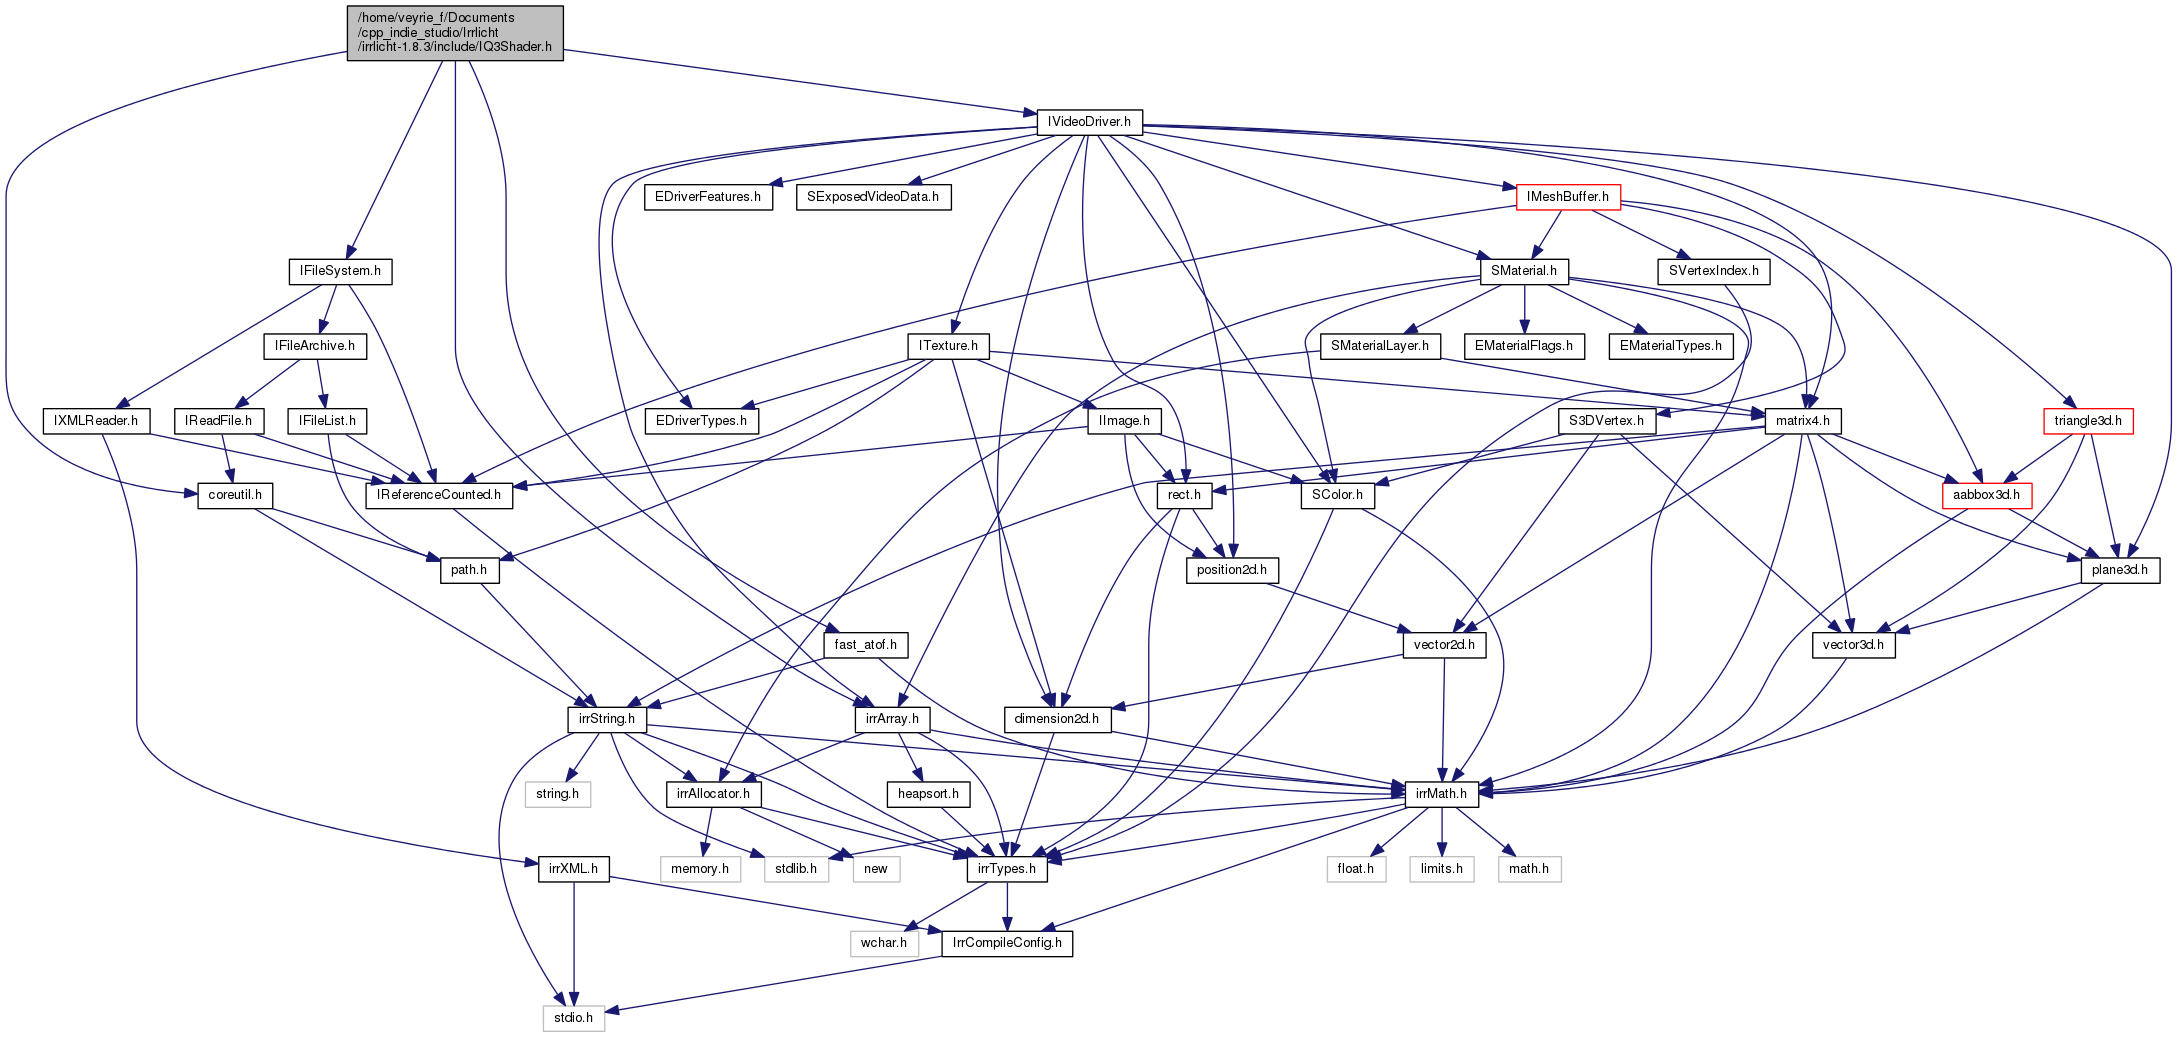 /home/veyrie_f/Documents
/cpp_indie_studio/Irrlicht
/irrlicht-1.8.3/include/IQ3Shader.h
IVideoDriver.h
EDriverFeatures.h
SExposedVideoData.h
IMeshBuffer.h
IFileSystem.h
SMaterial.h
SVertexIndex.h
IFileArchive.h
ITexture.h
SMaterialLayer.h
EMaterialFlags.h
EMaterialTypes.h
IXMLReader.h
IReadFile.h
IFileList.h
EDriverTypes.h
IImage.h
S3DVertex.h
matrix4.h
triangle3d.h
coreutil.h
IReferenceCounted.h
rect.h
SColor.h
aabbox3d.h
path.h
position2d.h
plane3d.h
fast_atof.h
vector2d.h
vector3d.h
irrString.h
irrArray.h
dimension2d.h
string.h
irrAllocator.h
heapsort.h
irrMath.h
irrXML.h
memory.h
stdlib.h
new
irrTypes.h
float.h
limits.h
math.h
wchar.h
IrrCompileConfig.h
stdio.h